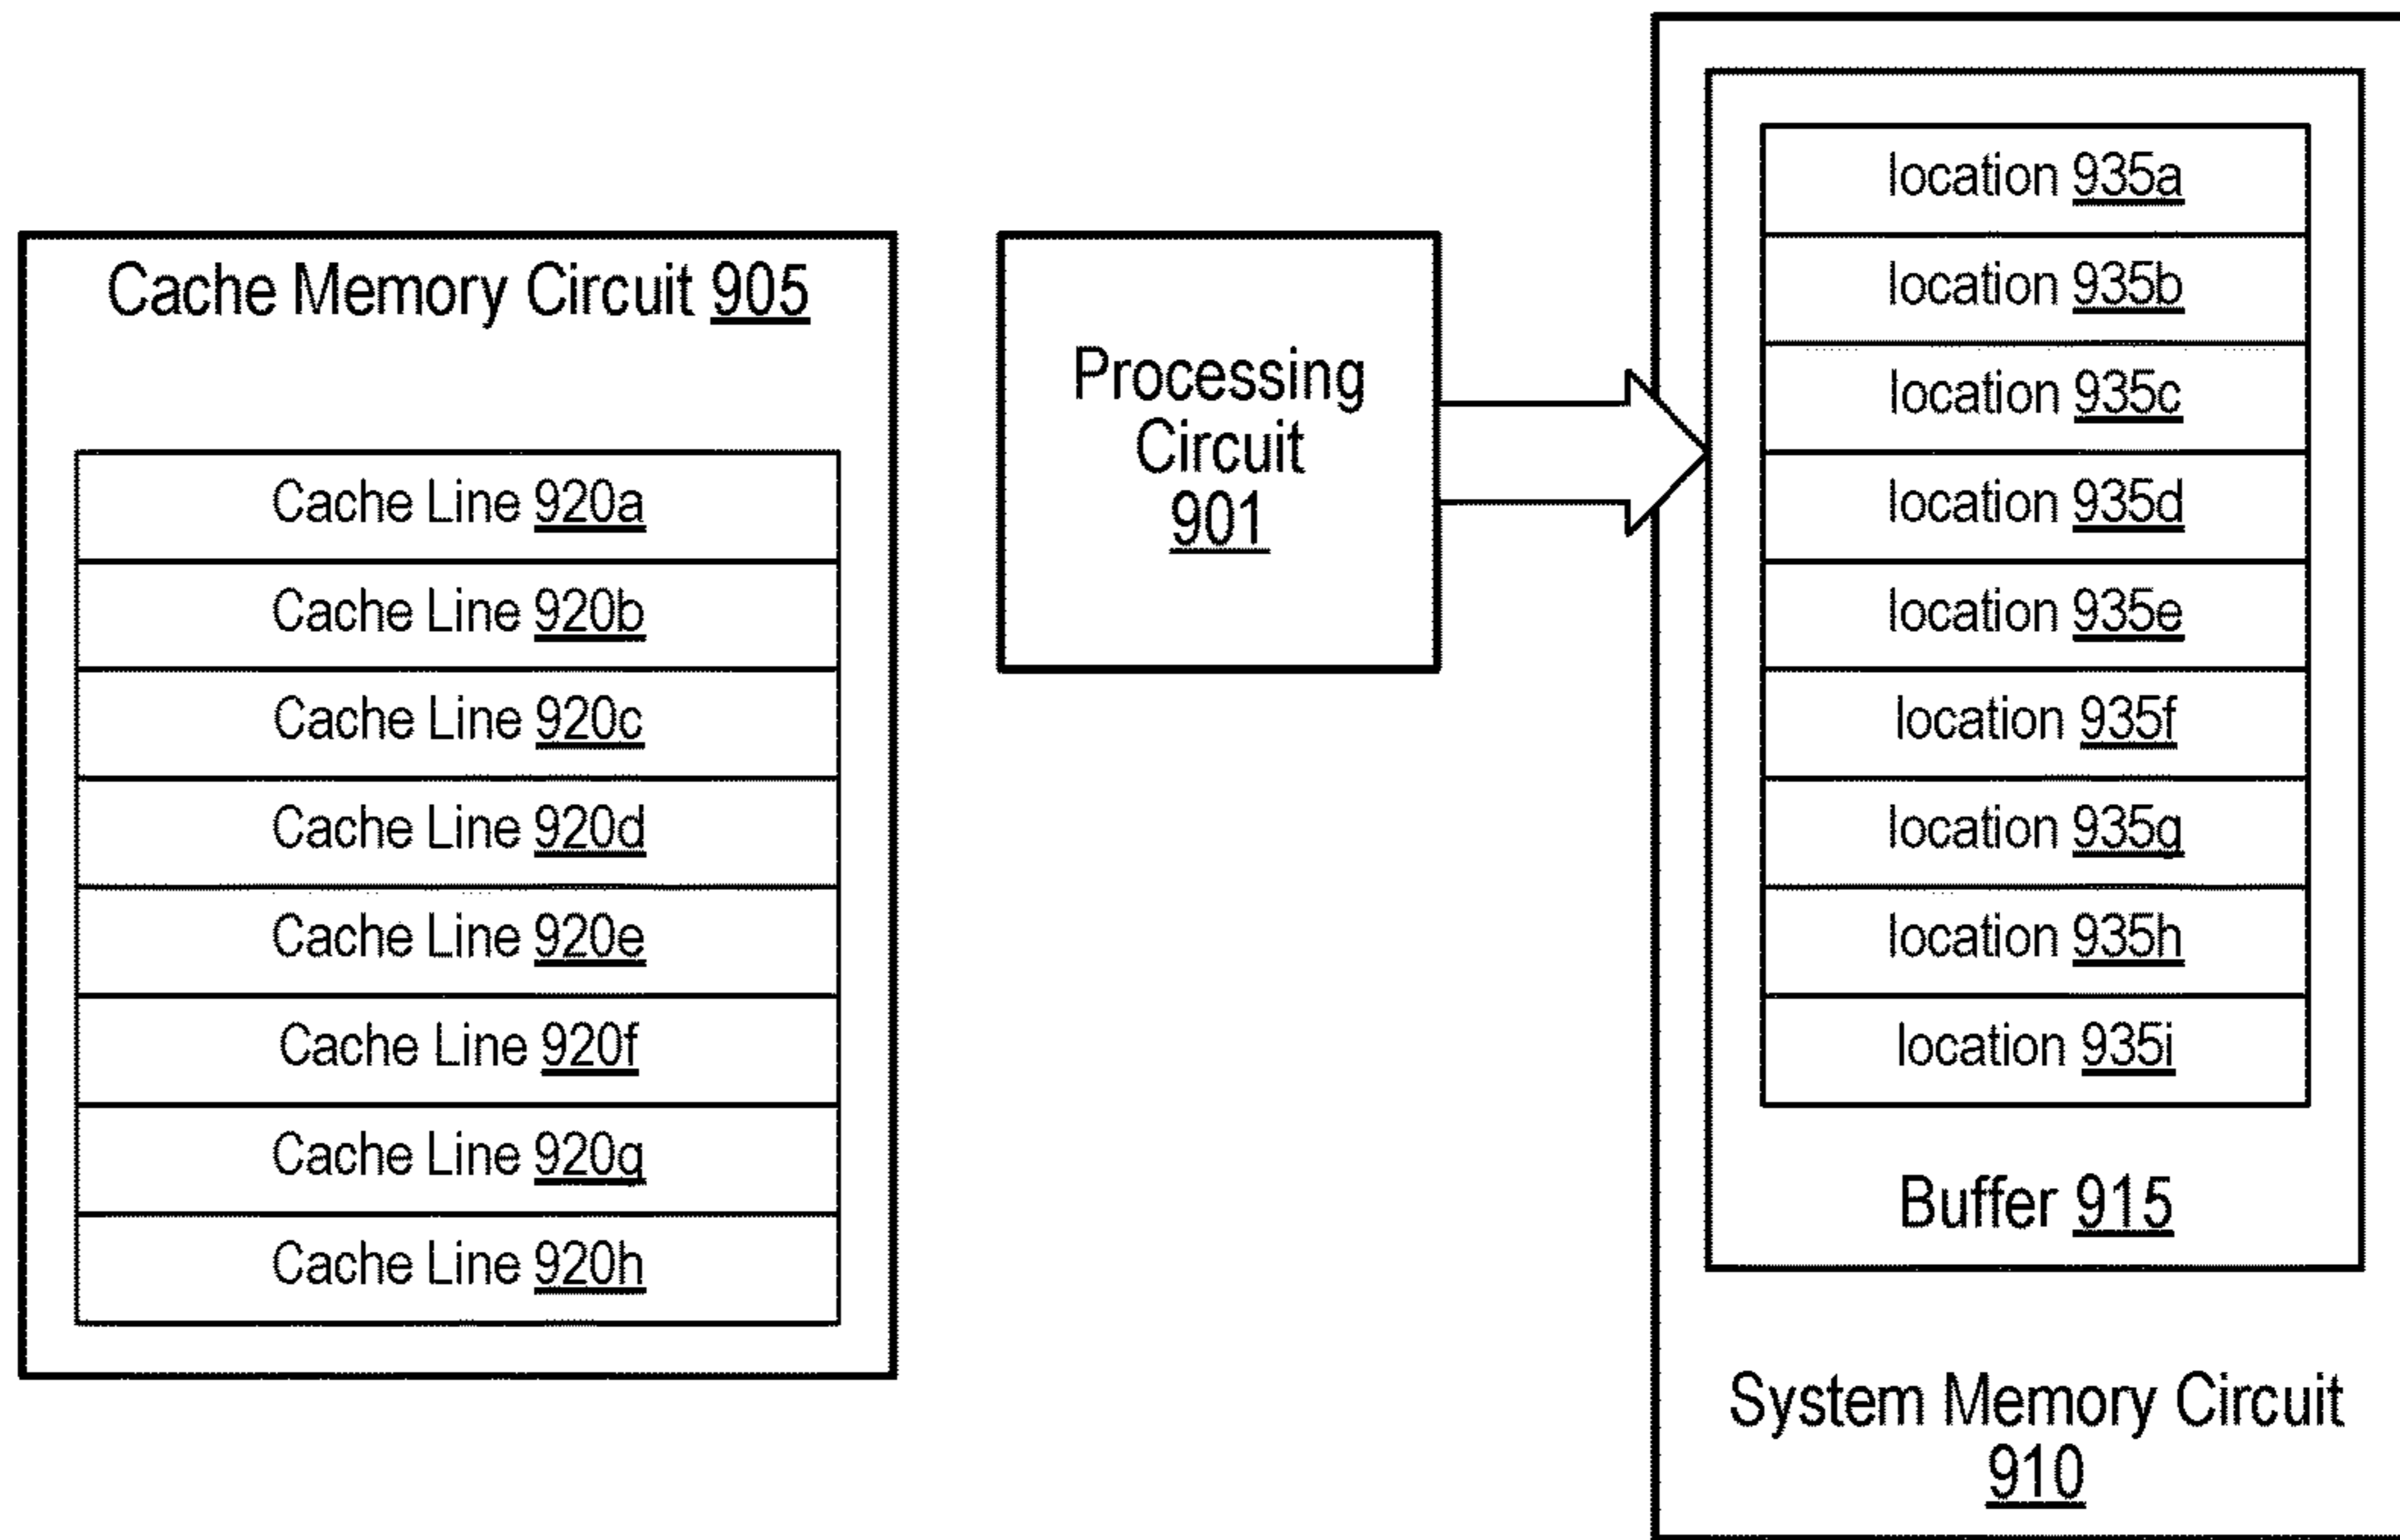 Cache Memory Circuit 905
Cache Line 920a
Cache Line 920b
Cache Line 920c
Cache Line 920d
Cache Line 920e
Cache Line 920f
Cache Line 920g
Cache Line 920h
Processing
Circuit
901
location 935a
location 935b
location 935c
location 935d
location 935e
location 935f
location 935g
location 935h
location 935i
Buffer 915
System Memory Circuit
910